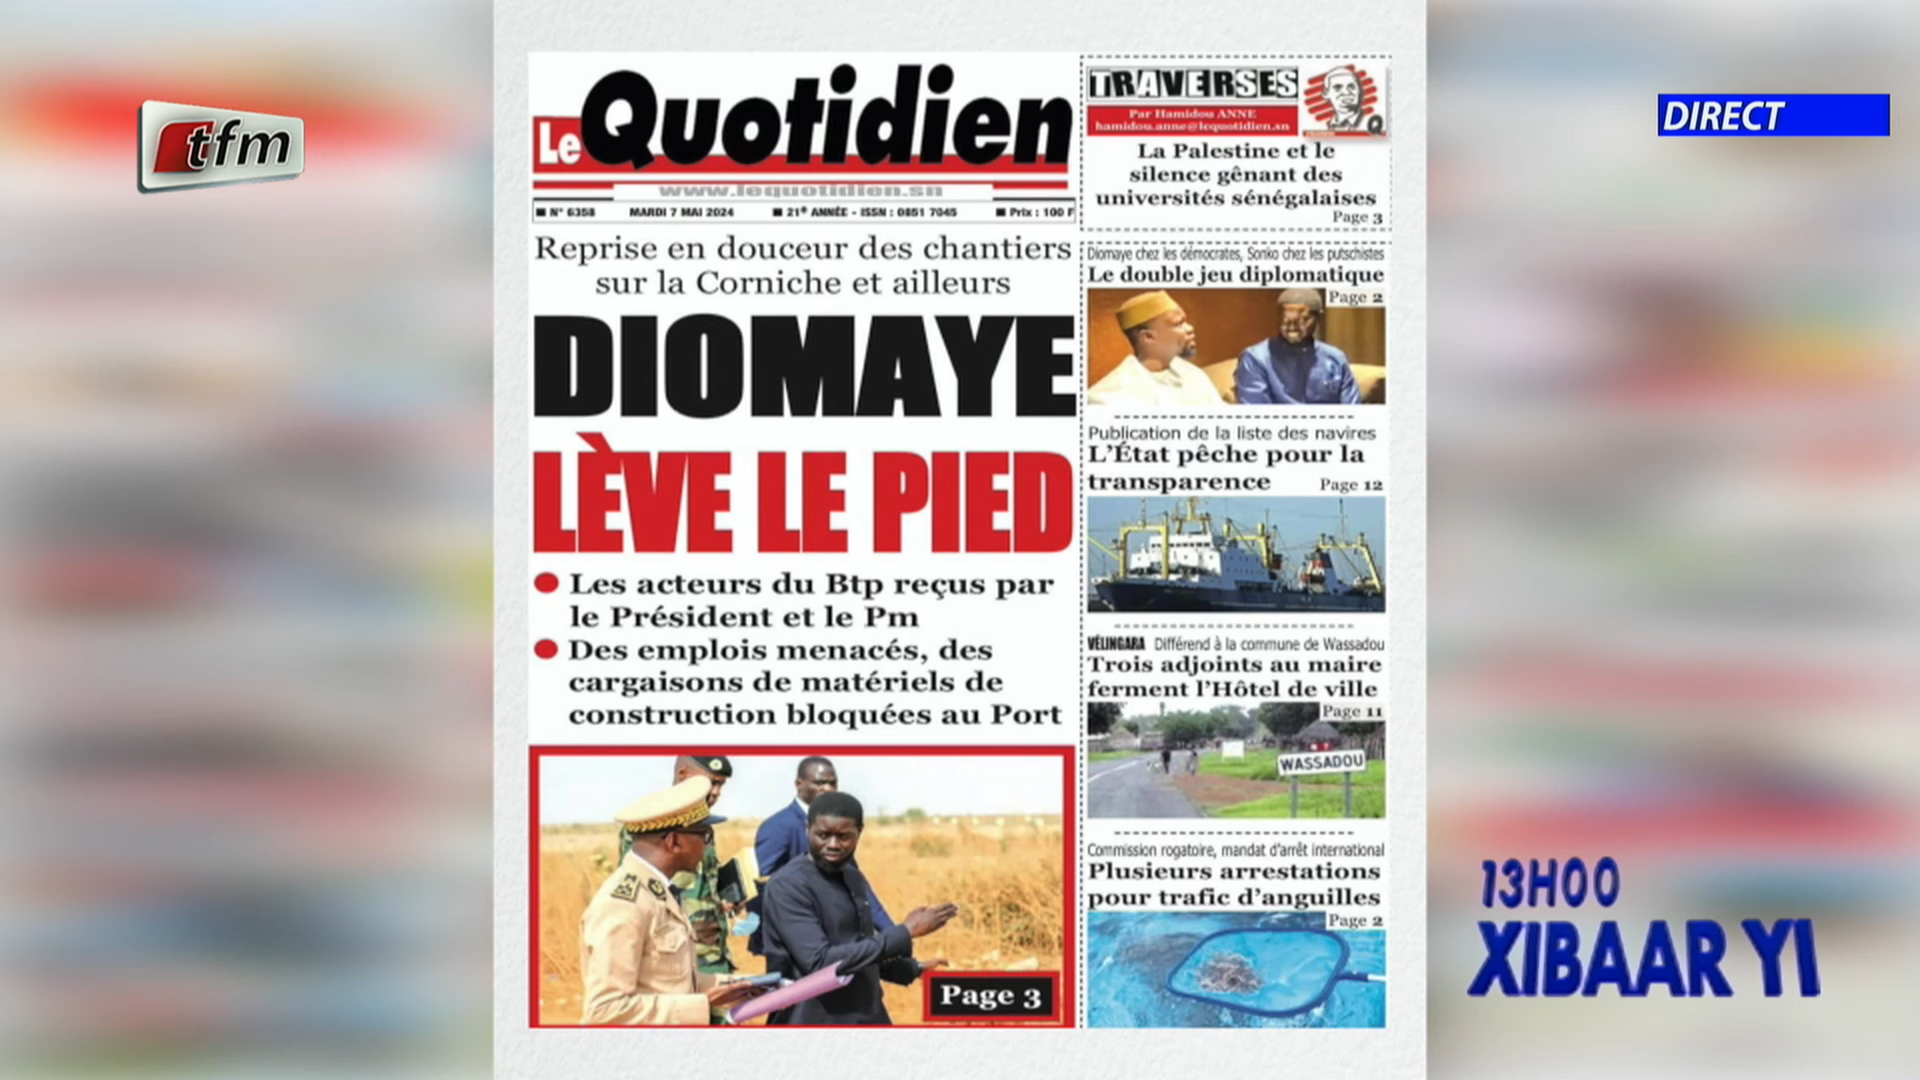 tfm
DIRECT
Le Quotidien
www.lequotidien.sn
N° 6358 MARDI 7 MAI 2024 21e ANNÉE - ISSN : 0851 7045 Prix : 100 F
Reprise en douceur des chantiers
sur la Corniche et ailleurs
DIOMAYE
LÈVE LE PIED
Les acteurs du Btp reçus par
le Président et le Pm
Des emplois menacés, des
cargaisons de matériels de
construction bloquées au Port
Page 3
TRAVERSES
Par Hamidou ANNE
hamidou.anne@lequotidien.sn
Q
La Palestine et le
silence gênant des
universités sénégalaises
Page 3
Diomaye chez les démocrates, Sonko chez les putschistes
Le double jeu diplomatique
Page 2
Publication de la liste des navires
L'État pêche pour la
transparence Page 12
VÉLINGARA Différend à la commune de Wassadou
Trois adjoints au maire
ferment l'Hôtel de ville
Page 11
WASSADOU
Commission rogatoire, mandat d'arrêt international
Plusieurs arrestations
pour trafic d'anguilles
Page 2
13H00
XIBAAR YI